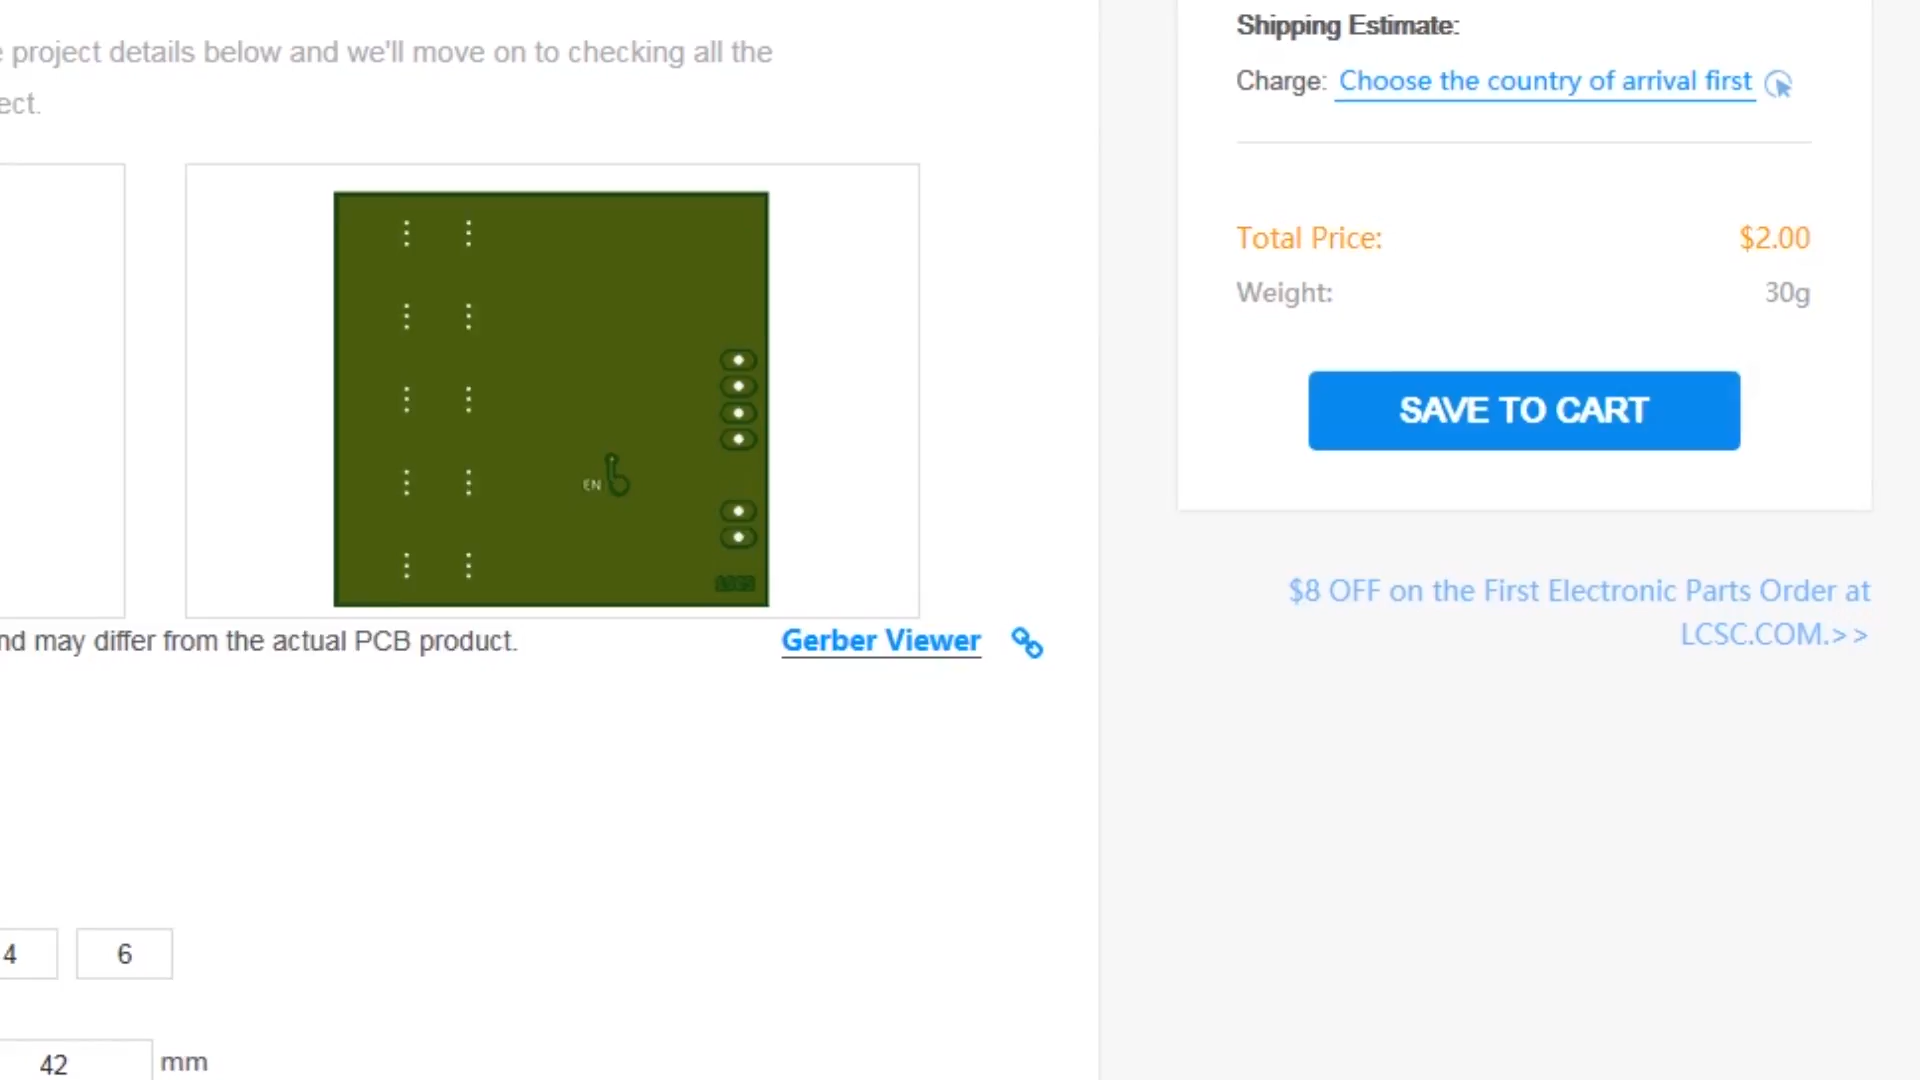 project details below and we'll move on to checking all the
ect.
EN
nd may differ from the actual PCB product.
Gerber Viewer
4
6
42
mm
Shipping Estimate:
Charge: Choose the country of arrival first
Total Price: $2.00
Weight: 30g
SAVE TO CART
$8 OFF on the First Electronic Parts Order at
LCSC.COM.>>